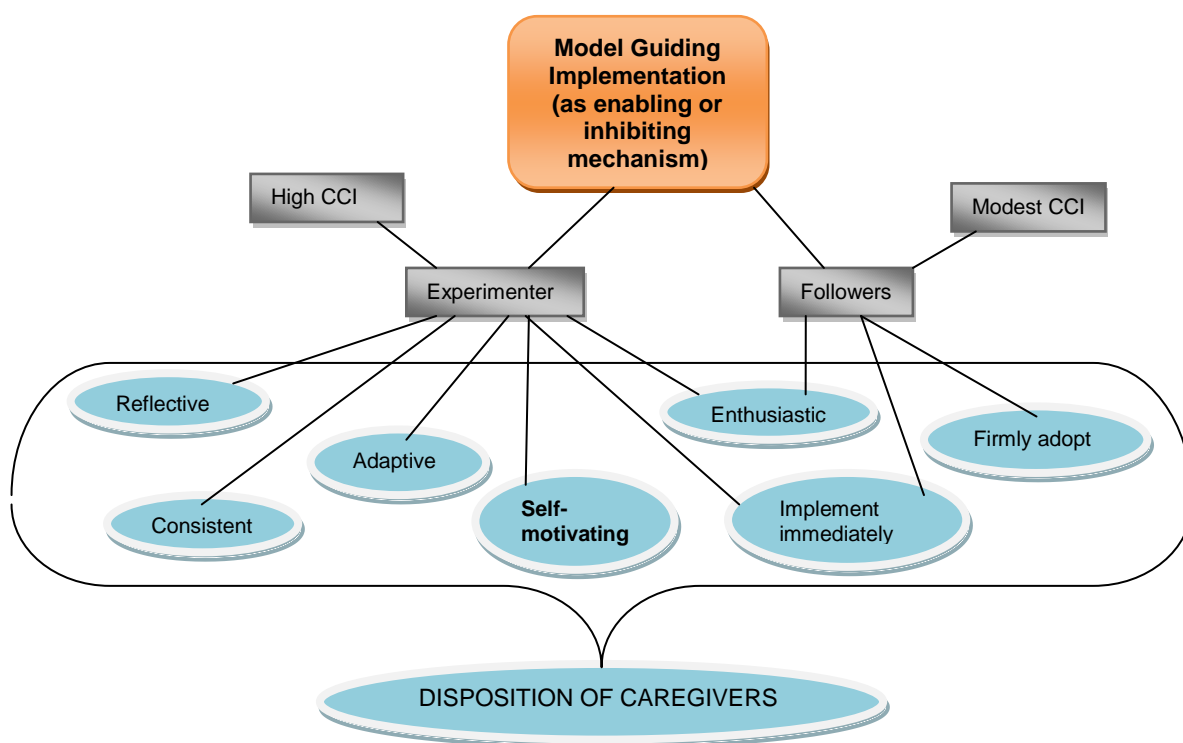 Model Guiding
Implementation
(as enabling or
inhibiting
mechanism)
High CCI
Modest CCI
Experimenter
Followers
Reflective
Enthusiastic
Firmly adopt
Adaptive
Consistent
Self-
motivating
Implement
immediately
DISPOSITION OF CAREGIVERS